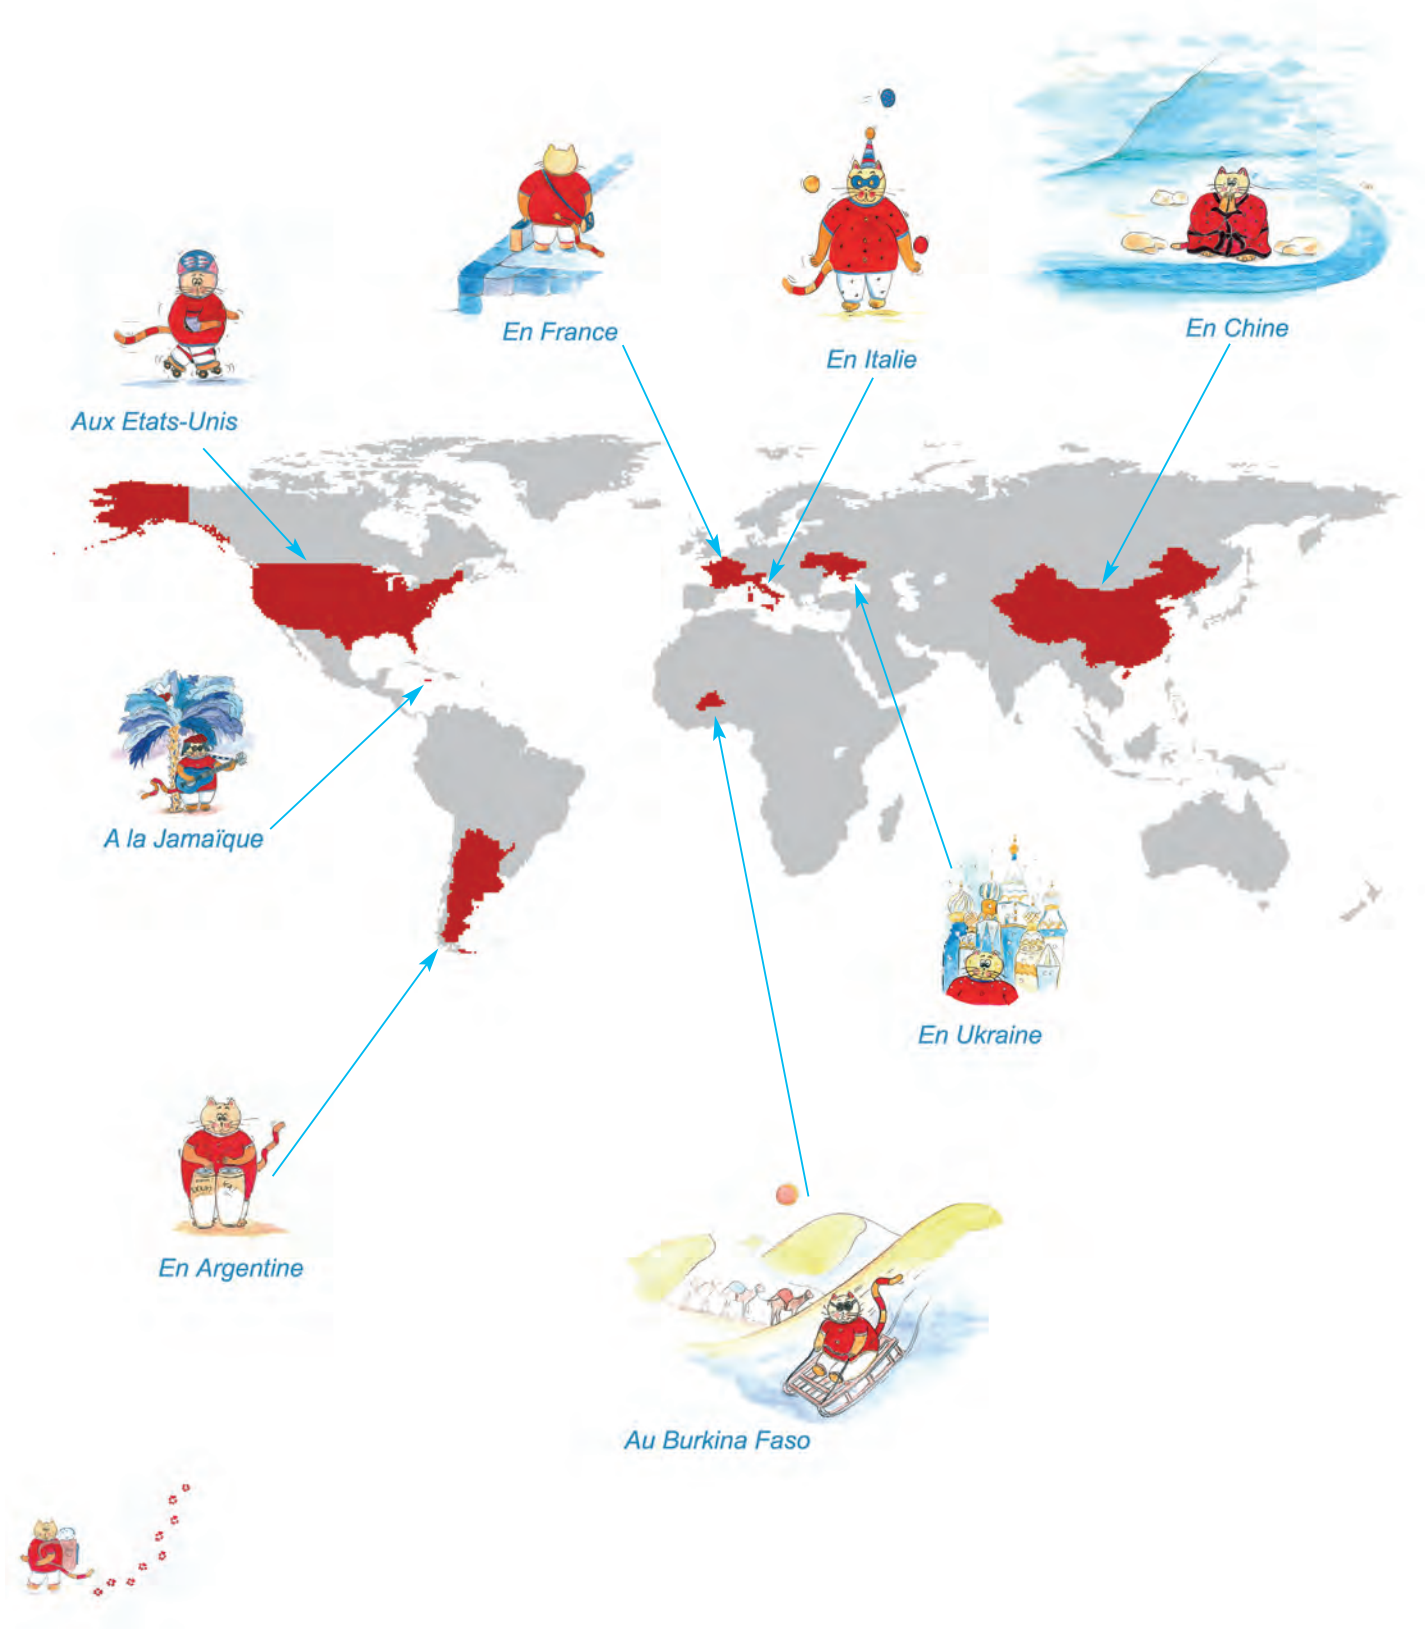 En France
En Italie
En Chine
Aux Etats-Unis
A la Jamaïque
En Ukraine
En Argentine
Au Burkina Faso